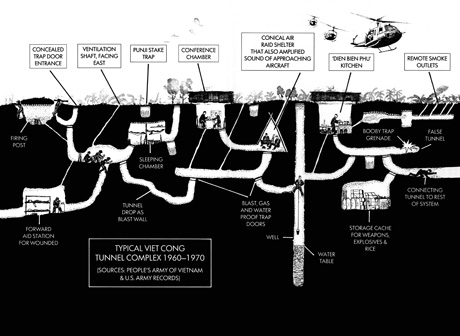 CONCEALED
TRAP DOOR
ENTRANCE
VENTILATION
SHAFT, FACING
EAST
PUNJI STAKE
TRAP
CONFERENCE
CHAMBER
CONICAL AIR
RAID SHELTER
THAT ALSO AMPLIFIED
SOUND OF APPROACHING
AIRCRAFT
'DIEN BIEN PHU'
KITCHEN
REMOTE SMOKE
OUTLETS
FIRING
POST
SLEEPING
CHAMBER
BOOBY TRAP
GRENADE
FALSE
TUNNEL
TUNNEL
DROP AS
BLAST WALL
BLAST, GAS
AND WATER
PROOF TRAP
DOORS
CONNECTING
TUNNEL TO REST
OF SYSTEM
FORWARD
AID STATION
FOR WOUNDED
STORAGE CACHE
FOR WEAPONS,
EXPLOSIVES &
RICE
WELL
WATER
TABLE
TYPICAL VIET CONG
TUNNEL COMPLEX 1960–1970
(SOURCES: PEOPLE'S ARMY OF VIETNAM
& U.S. ARMY RECORDS)